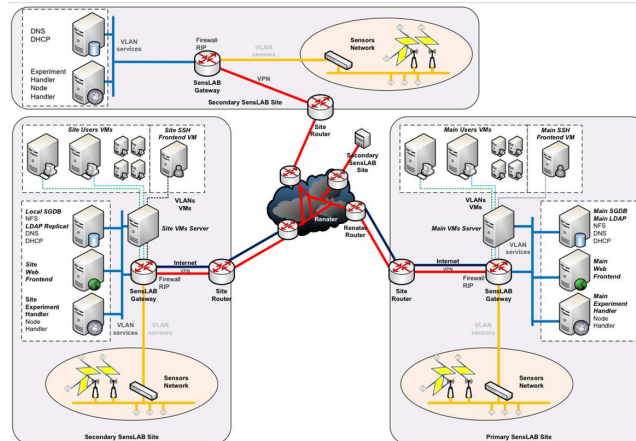 DNS
DHCP
VLAN
services
Experiment
Handler
Node
Handler
Firewall
RIP
SensLAB
Gateway
VLAN
sensors
VPN
Sensors
Network
Secondary SensLAB Site
Site
Router
Site Users VMs
Site SSH
Frontend VM
VLANs
VMs
Local SGDB
NFS
LDAP Replicat
DNS
DHCP
Site VMs Server
Site
Web
Frontend
Site
Experiment
Handler
Node
Handler
VLAN
services
Internet
VPN
Firewall
RIP
SensLAB
Gateway
VLAN
sensors
Site
Router
Sensors
Network
Secondary SensLAB Site
Secondary
SensLAB
Site
Renater
Renater
Router
Main Users VMs
Main SSH
Frontend VM
VLANs
VMs
Main VMs Server
VLAN
services
Main SGDB
Main LDAP
NFS
DNS
DHCP
Main
Web
Frontend
Main
Experiment
Handler
Node
Handler
Internet
VPN
Firewall
RIP
SensLAB
Gateway
Site
Router
VLAN
sensors
Sensors
Network
Primary SensLAB Site